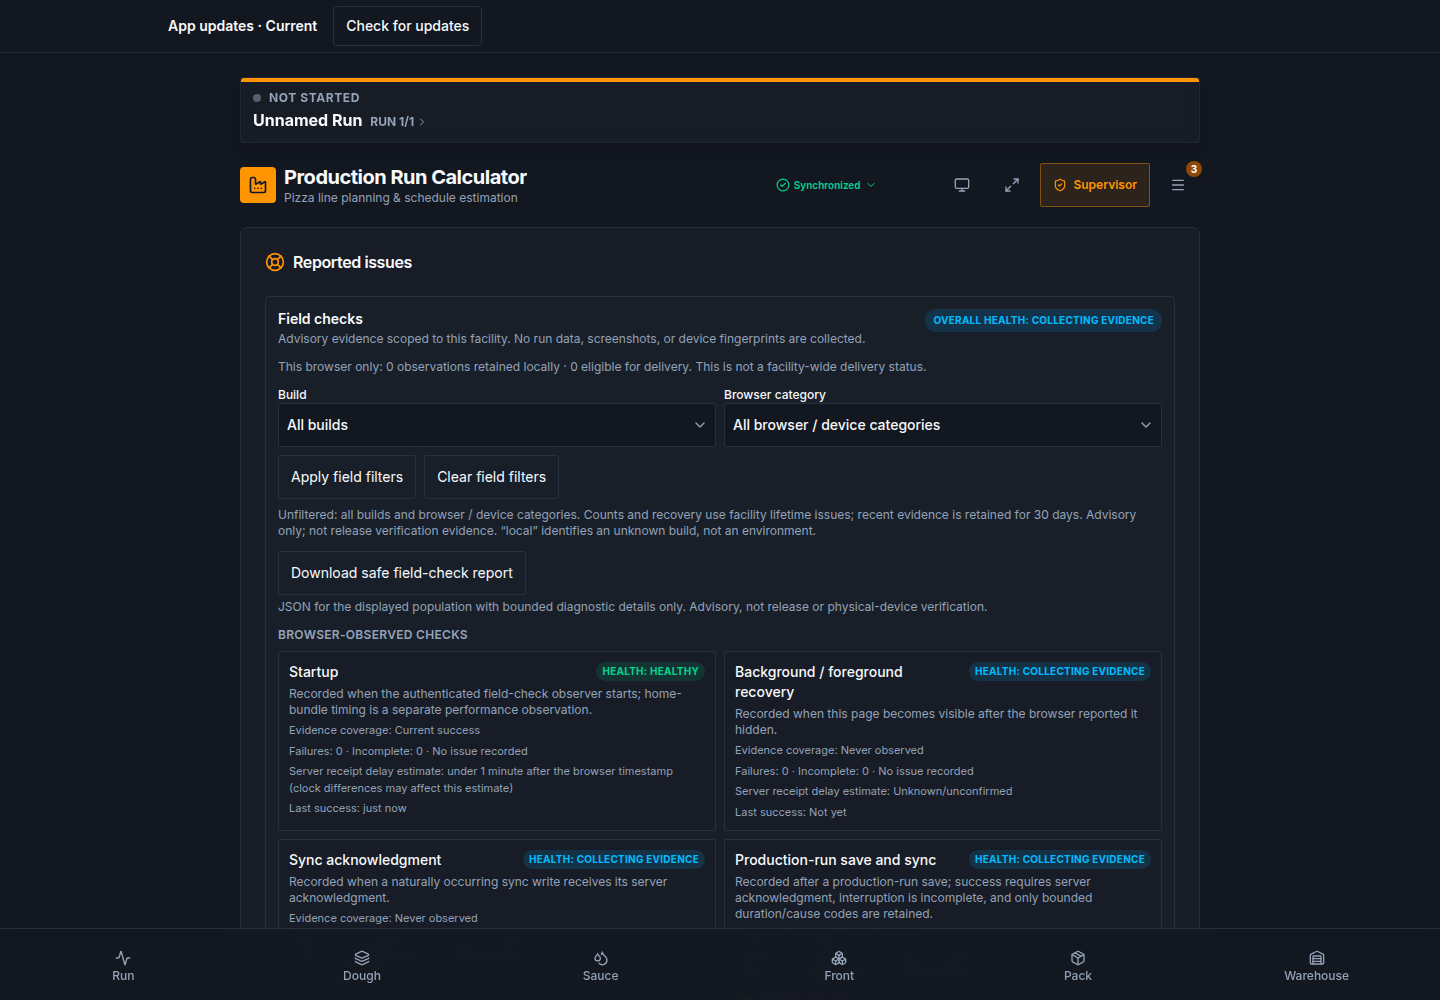 App updates · Current
Check for updates
NOT STARTED
Unnamed Run RUN 1/1
Production Run Calculator
Pizza line planning & schedule estimation
Synchronized
Supervisor
3
Reported issues
Field checks
OVERALL HEALTH: COLLECTING EVIDENCE
Advisory evidence scoped to this facility. No run data, screenshots, or device fingerprints are collected.
This browser only: 0 observations retained locally · 0 eligible for delivery. This is not a facility-wide delivery status.
Build
All builds
Browser category
All browser / device categories
Apply field filters
Clear field filters
Unfiltered: all builds and browser / device categories. Counts and recovery use facility lifetime issues; recent evidence is retained for 30 days. Advisory
only; not release verification evidence. “local” identifies an unknown build, not an environment.
Download safe field-check report
JSON for the displayed population with bounded diagnostic details only. Advisory, not release or physical-device verification.
BROWSER-OBSERVED CHECKS
Startup
HEALTH: HEALTHY
Recorded when the authenticated field-check observer starts; home-
bundle timing is a separate performance observation.
Evidence coverage: Current success
Failures: 0 · Incomplete: 0 · No issue recorded
Server receipt delay estimate: under 1 minute after the browser timestamp
(clock differences may affect this estimate)
Last success: just now
Background / foreground
recovery
HEALTH: COLLECTING EVIDENCE
Recorded when this page becomes visible after the browser reported it
hidden.
Evidence coverage: Never observed
Failures: 0 · Incomplete: 0 · No issue recorded
Server receipt delay estimate: Unknown/unconfirmed
Last success: Not yet
Sync acknowledgment
HEALTH: COLLECTING EVIDENCE
Recorded when a naturally occurring sync write receives its server
acknowledgment.
Evidence coverage: Never observed
Production-run save and sync
HEALTH: COLLECTING EVIDENCE
Recorded after a production-run save; success requires server
acknowledgment, interruption is incomplete, and only bounded
duration/cause codes are retained.
Run
Dough
Sauce
Front
Pack
Warehouse